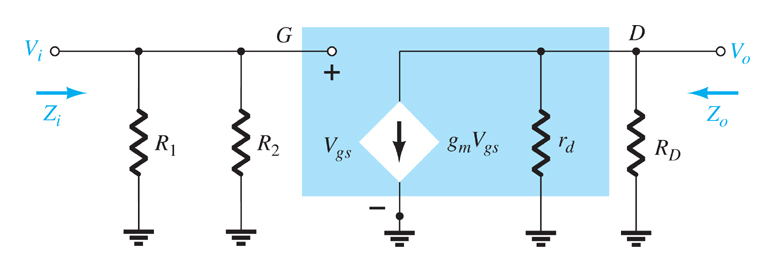 G
D
V_i
V_o
+
Z_i
Z_o
R_1
R_2
V_gs
g_mV_gs
r_d
R_D
−